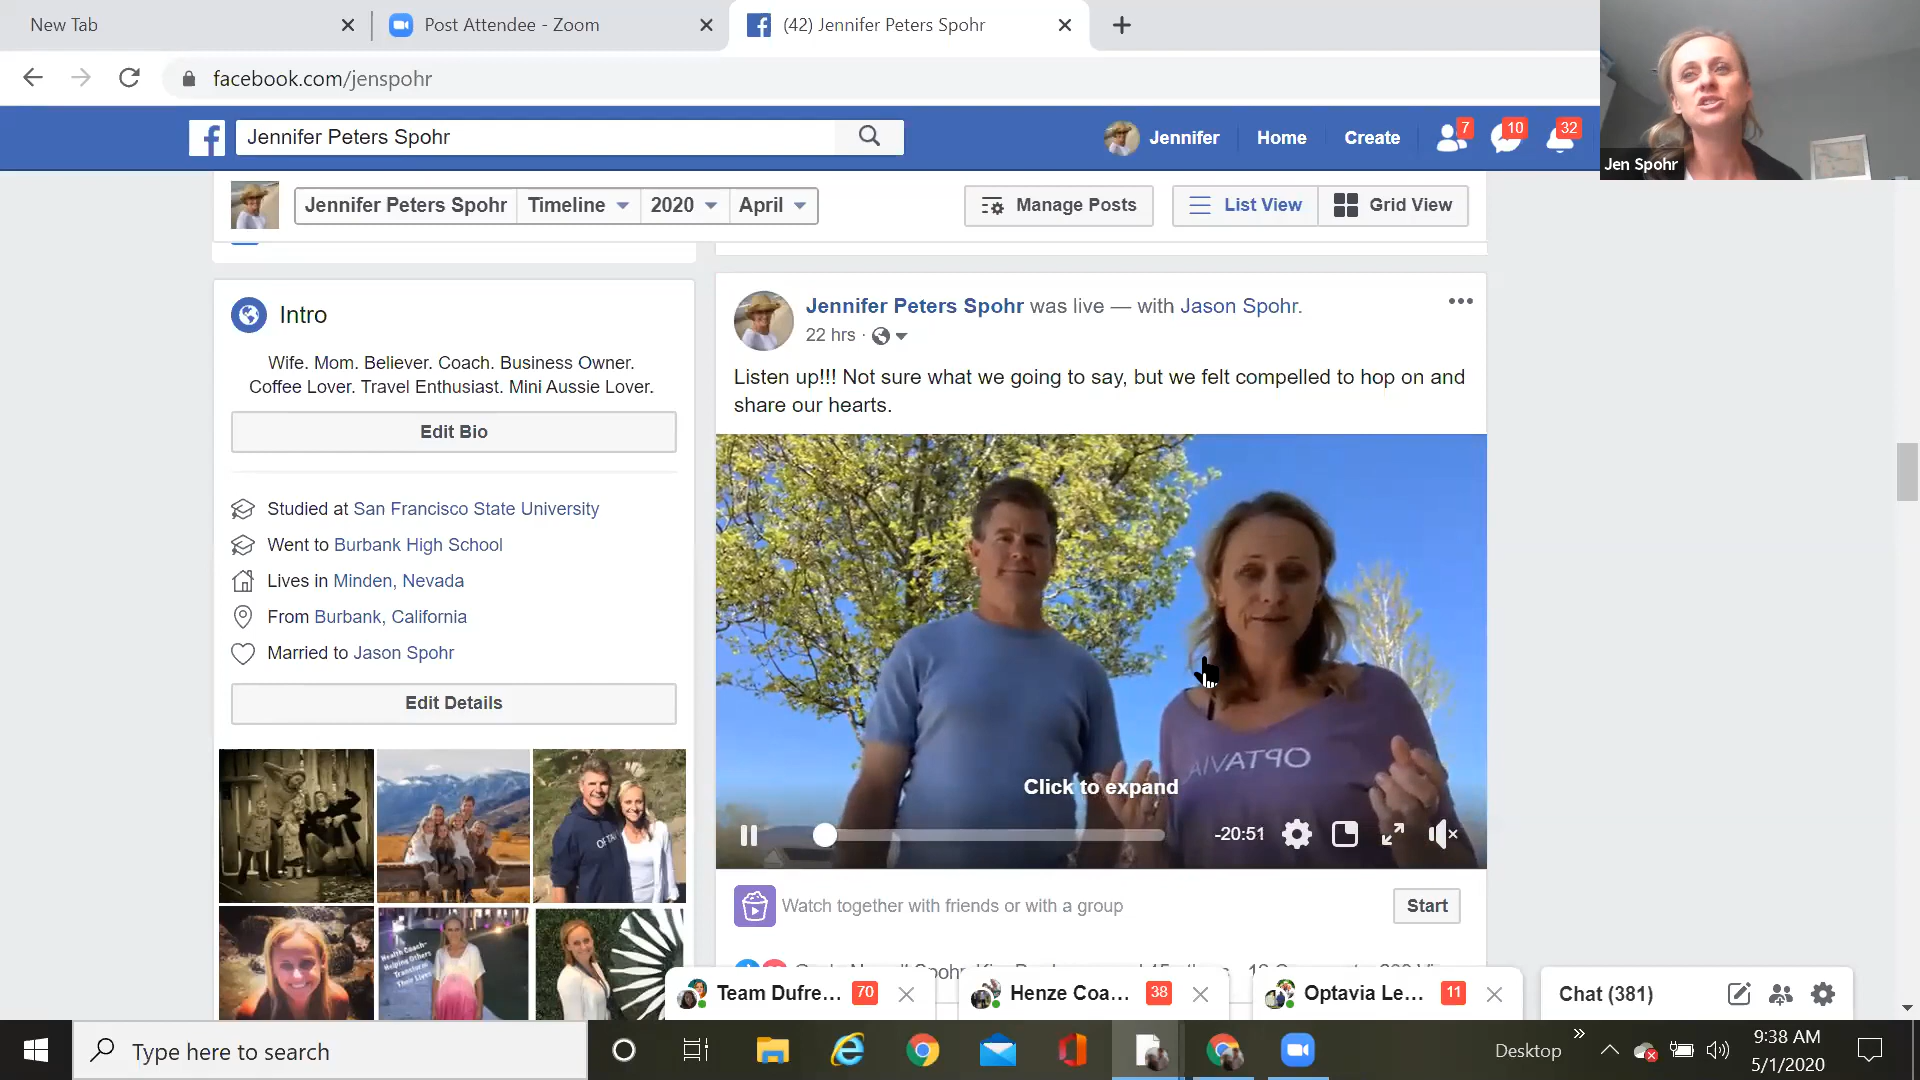 New Tab
Post Attendee - Zoom
(42) Jennifer Peters Spohr
facebook.com/jenspohr
Jen Spohr
Jennifer Peters Spohr
Jennifer
Home
Create
7
10
32
Jennifer Peters Spohr
Timeline
2020
April
Manage Posts
List View
Grid View
Intro
Wife. Mom. Believer. Coach. Business Owner.
Coffee Lover. Travel Enthusiast. Mini Aussie Lover.
Edit Bio
Studied at San Francisco State University
Went to Burbank High School
Lives in Minden, Nevada
From Burbank, California
Married to Jason Spohr
Edit Details
Health Coach-
Helping Others
Transform
Their Lives
Jennifer Peters Spohr was live — with Jason Spohr.
22 hrs ·
Listen up!!! Not sure what we going to say, but we felt compelled to hop on and
share our hearts.
OPTAVIA
Click to expand
-20:51
Watch together with friends or with a group
Start
Team Dufre... 70
Henze Coa... 38
Optavia Le... 11
Chat (381)
Type here to search
Desktop
9:38 AM
5/1/2020